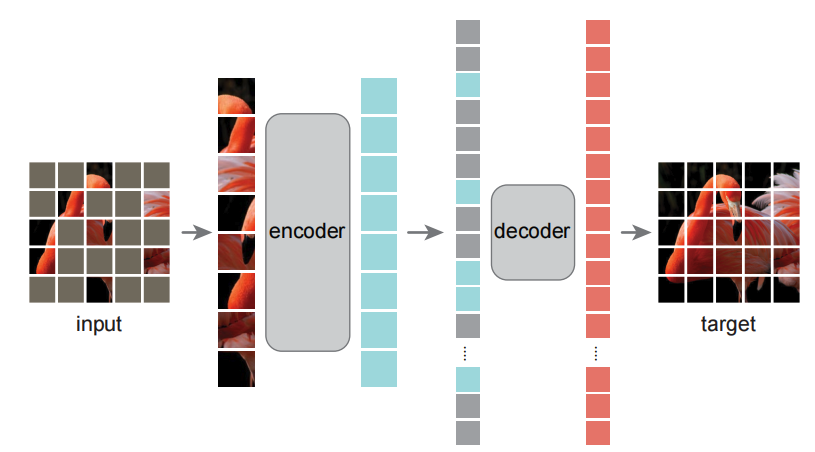 encoder
decoder
input
target